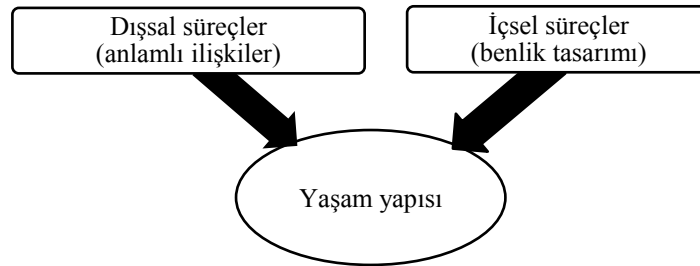 Dışsal süreçler
(anlamlı ilişkiler)
İçsel süreçler
(benlik tasarımı)
Yaşam yapısı